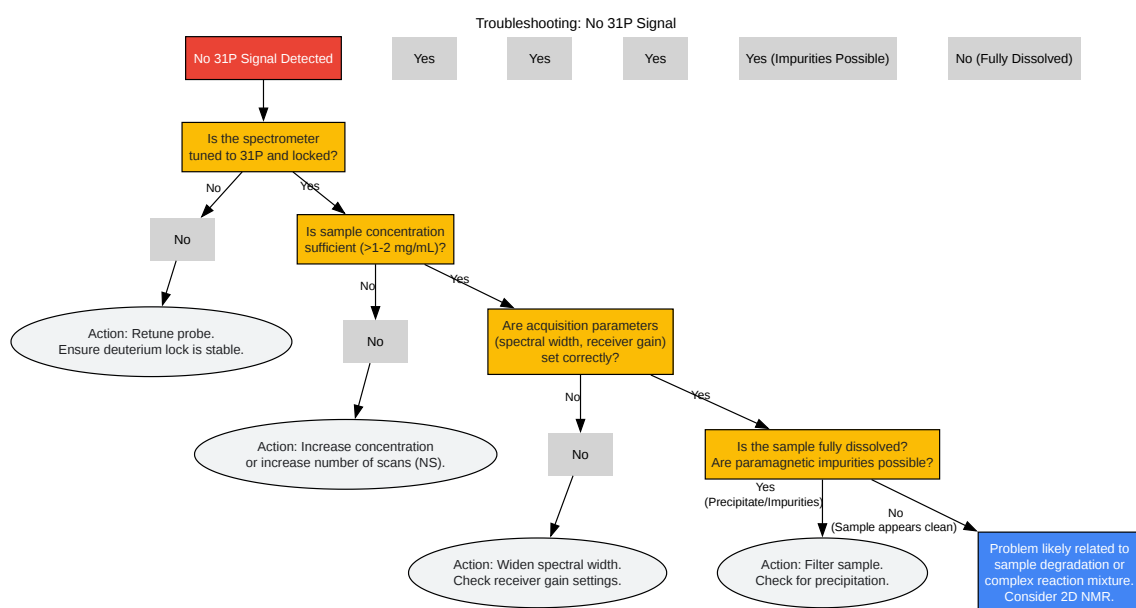 Troubleshooting: No 31P Signal
No 31P Signal Detected
Yes
Yes
Yes
Yes (Impurities Possible)
No (Fully Dissolved)
Is the spectrometer
tuned to 31P and locked?
No
Yes
No
Is sample concentration
sufficient (>1-2 mg/mL)?
No
Yes
Action: Retune probe.
Ensure deuterium lock is stable.
No
Are acquisition parameters
(spectral width, receiver gain)
set correctly?
No
Yes
Action: Increase concentration
or increase number of scans (NS).
No
Is the sample fully dissolved?
Are paramagnetic impurities possible?
Yes
(Precipitate/Impurities)
No
(Sample appears clean)
Action: Widen spectral width.
Check receiver gain settings.
Action: Filter sample.
Check for precipitation.
Problem likely related to
sample degradation or
complex reaction mixture.
Consider 2D NMR.